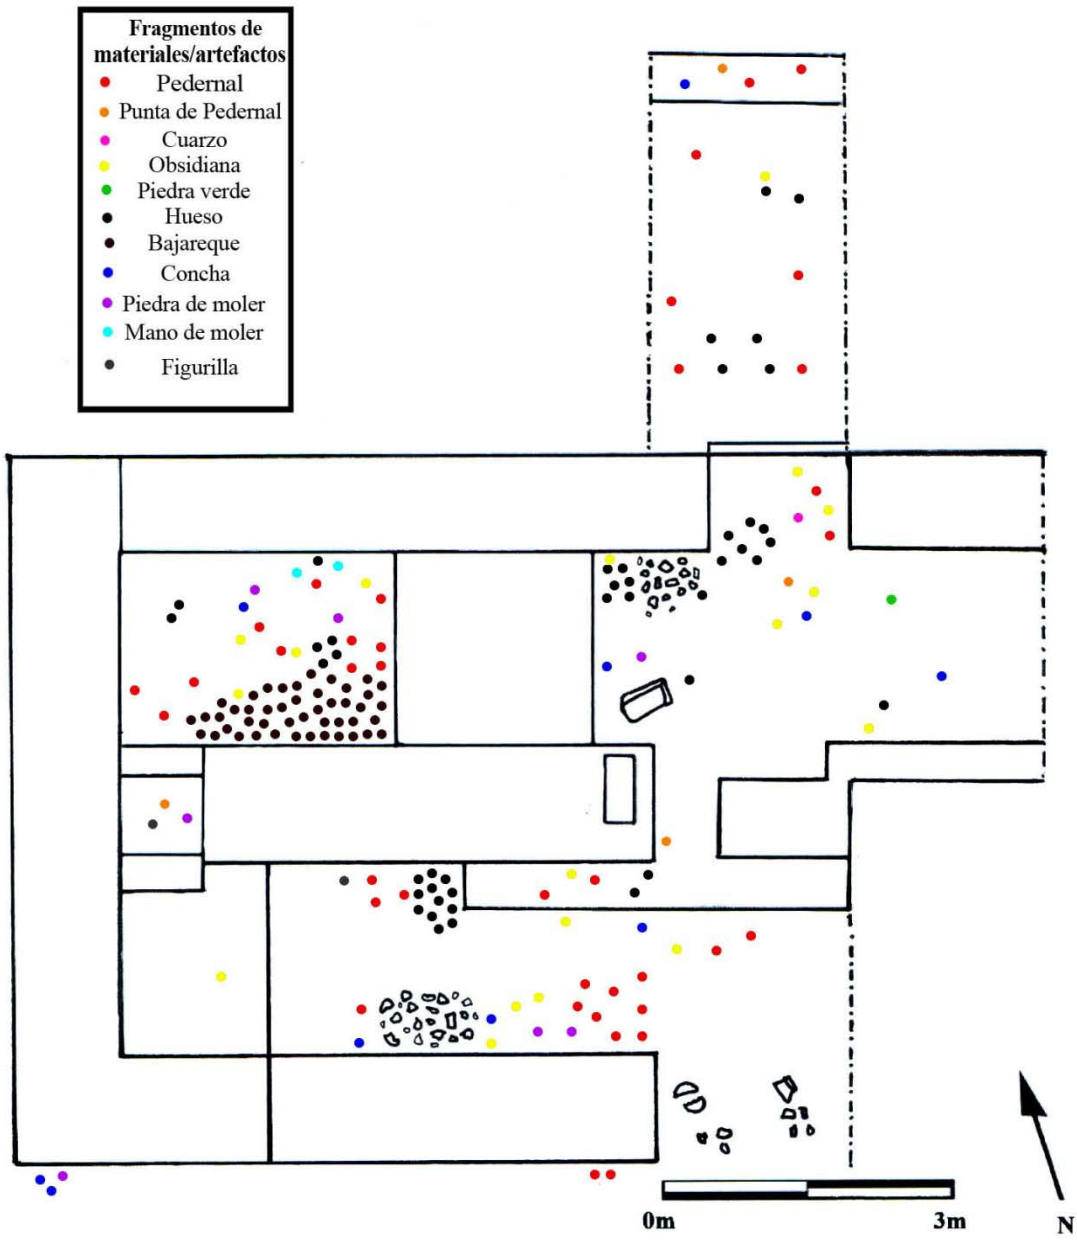 Fragmentos de
materiales/artefactos
Pedernal
Punta de Pedernal
Cuarzo
Obsidiana
Piedra verde
Hueso
Bajareque
Concha
Piedra de moler
Mano de moler
Figurilla
0m
3m
N